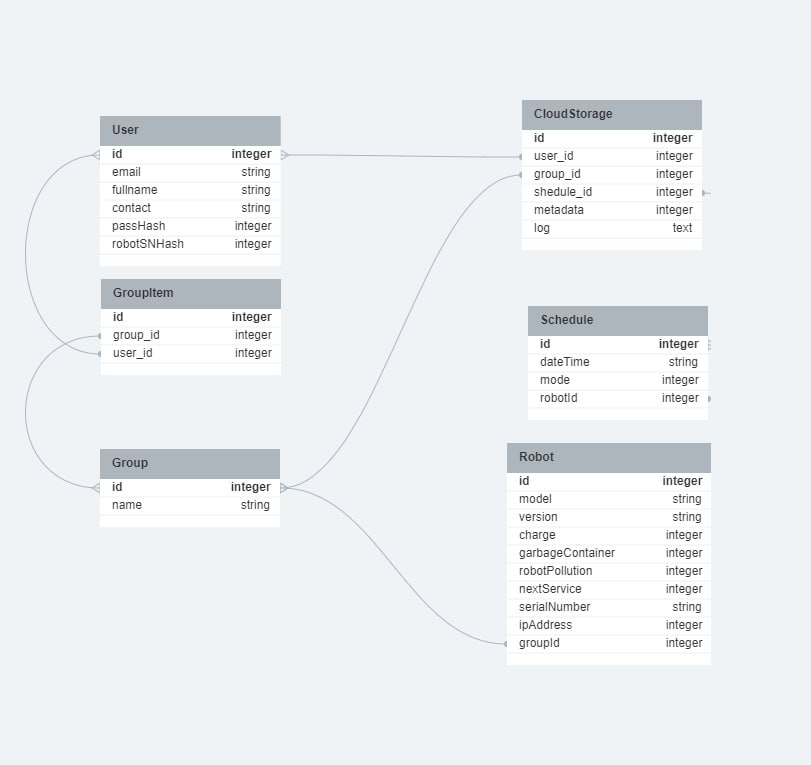 User
id integer
email string
fullname string
contact string
passHash integer
robotSNHash integer
GroupItem
id integer
group_id integer
user_id integer
Group
id integer
name string
CloudStorage
id integer
user_id integer
group_id integer
shedule_id integer
metadata integer
log text
Schedule
id integer
dateTime string
mode integer
robotId integer
Robot
id integer
model string
version string
charge integer
garbageContainer integer
robotPollution integer
nextService integer
serialNumber string
ipAddress integer
groupId integer